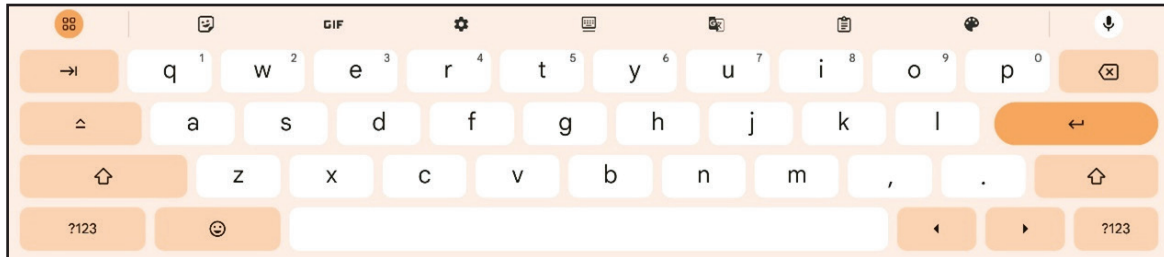 GIF
q 1 w 2 e 3 r 4 t 5 y 6 u 7 i 8 o 9 p 0
a s d f g h j k l
z x c v b n m , .
?123 ?123